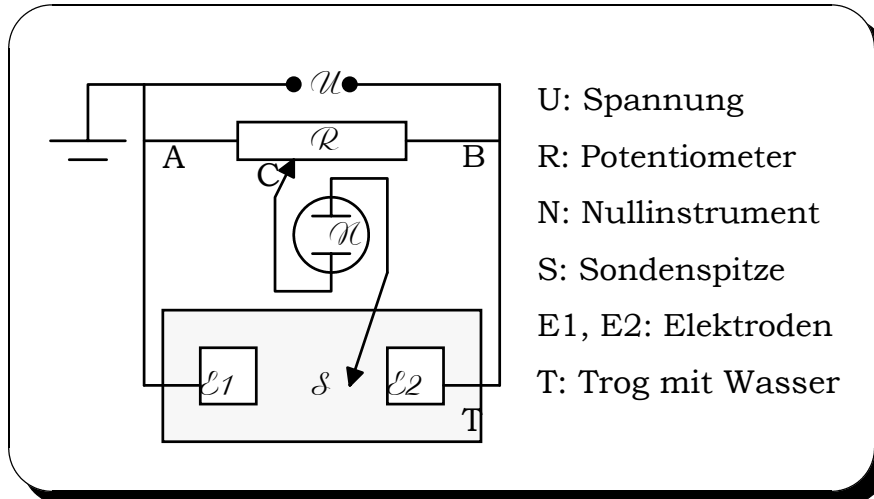 U
R
A
B
C
N
E1
S
E2
T
U: Spannung
R: Potentiometer
N: Nullinstrument
S: Sondenspitze
E1, E2: Elektroden
T: Trog mit Wasser